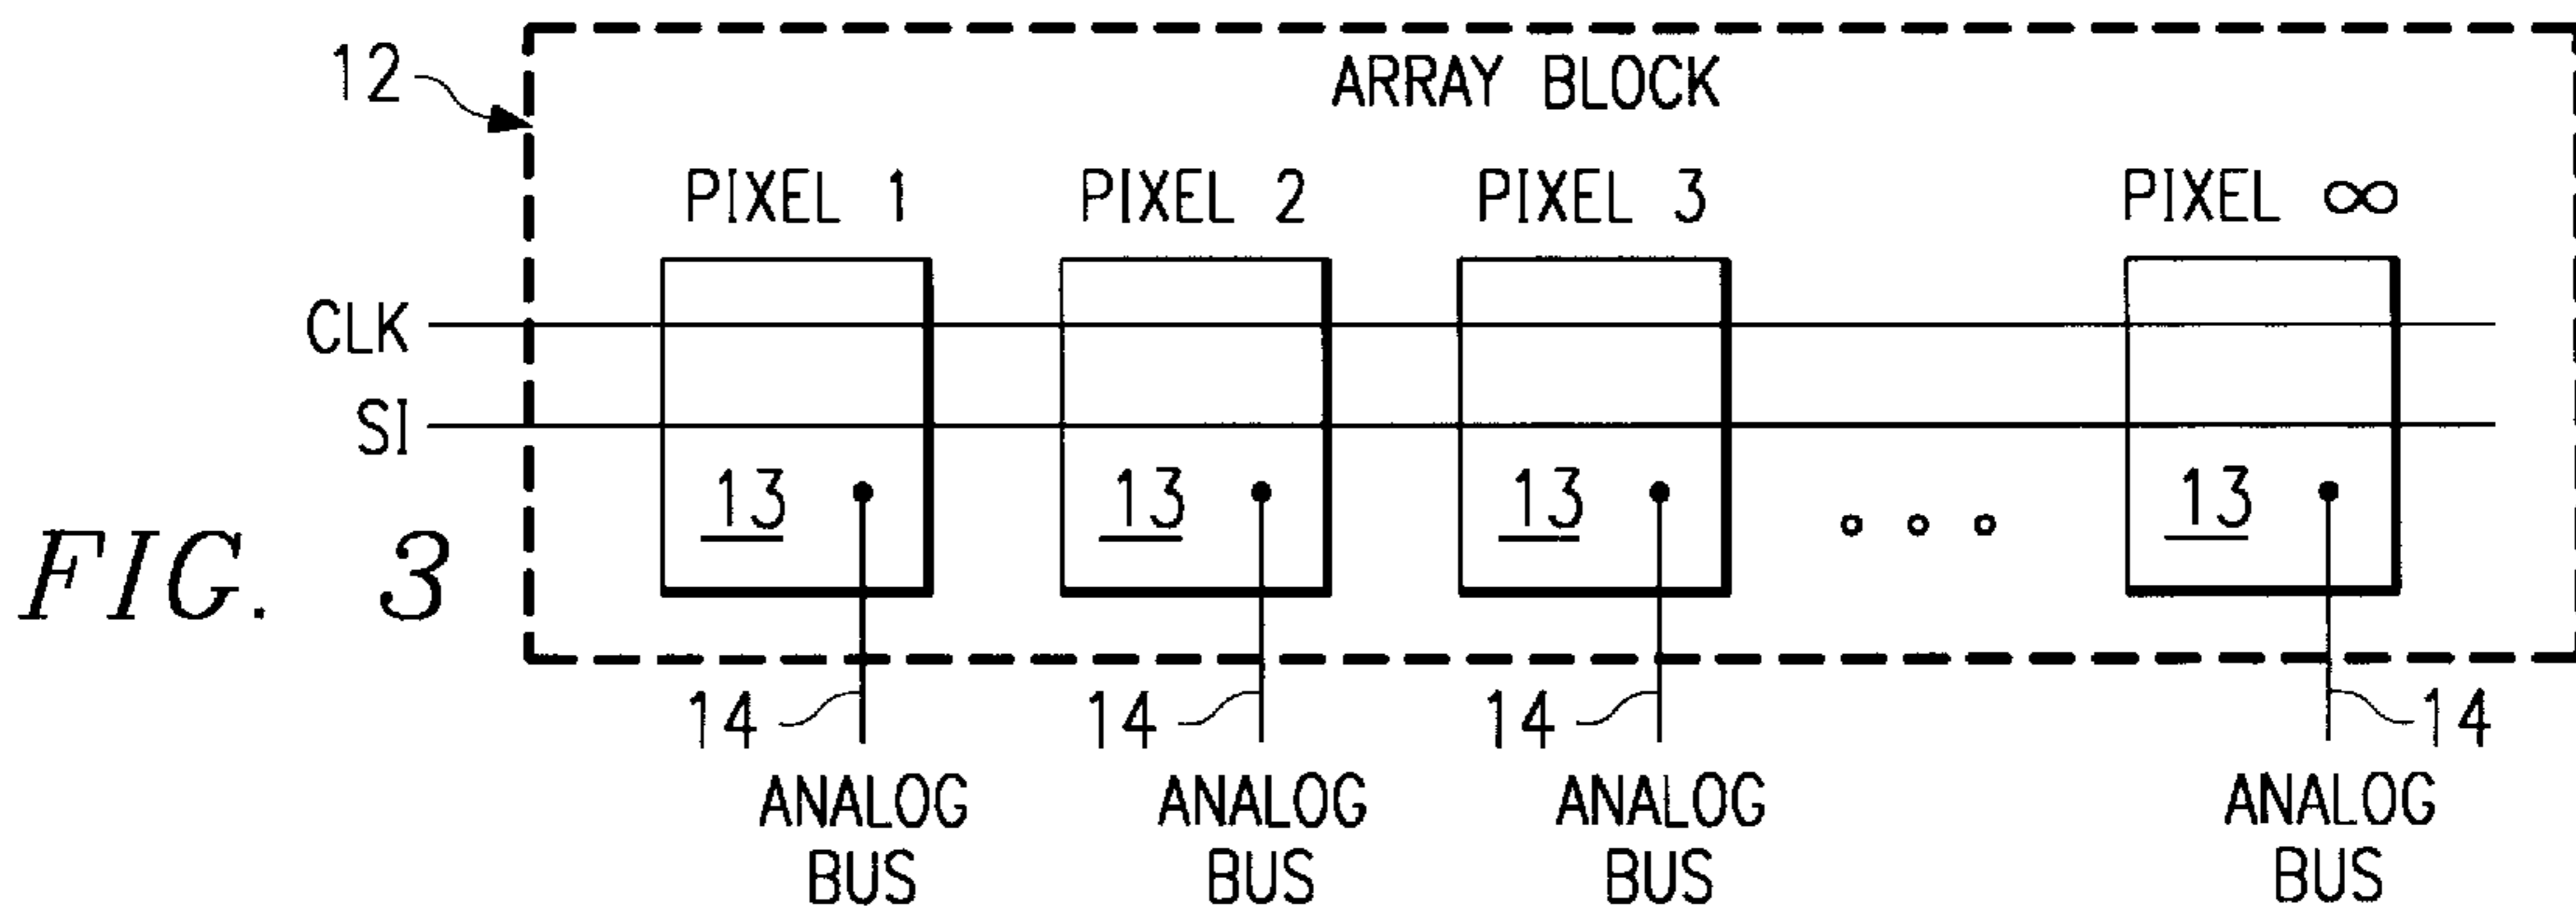 12
ARRAY BLOCK
PIXEL 1 PIXEL 2 PIXEL 3 PIXEL ∞
CLK
SI
13 13 13 13
FIG. 3
14 14 14 14
ANALOG BUS
ANALOG BUS
ANALOG BUS
ANALOG BUS